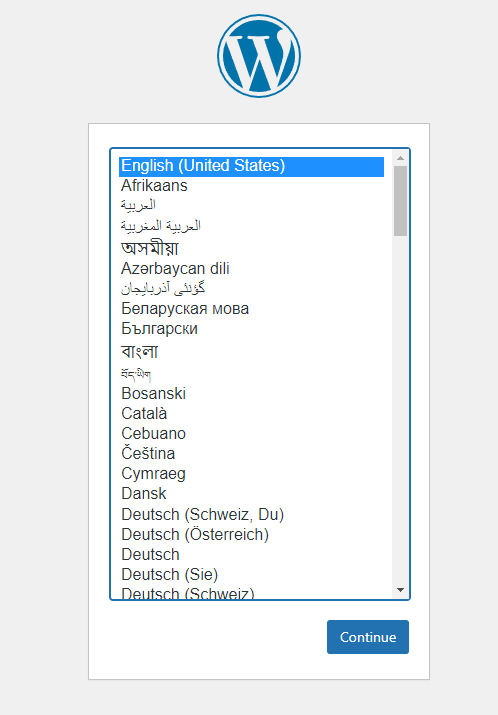 English (United States)
Afrikaans
العربية
العربية المغربية
অসমীয়া
Azərbaycan dili
گؤنئی آذربایجان
Беларуская мова
Български
বাংলা
བོད་ཡིག
Bosanski
Català
Cebuano
Čeština
Cymraeg
Dansk
Deutsch (Schweiz, Du)
Deutsch (Österreich)
Deutsch
Deutsch (Sie)
Deutsch (Schweiz)
Continue